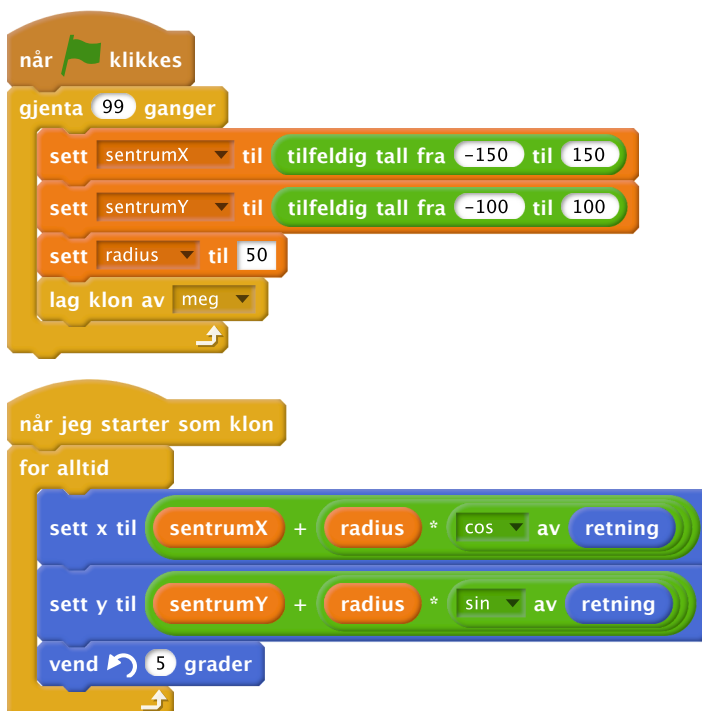 når klikkes
gjenta 99 ganger
sett sentrumX til tilfeldig tall fra -150 til 150
sett sentrumY til tilfeldig tall fra -100 til 100
sett radius til 50
lag klon av meg
når jeg starter som klon
for alltid
sett x til sentrumX + radius * cos av retning
sett y til sentrumY + radius * sin av retning
vend 5 grader